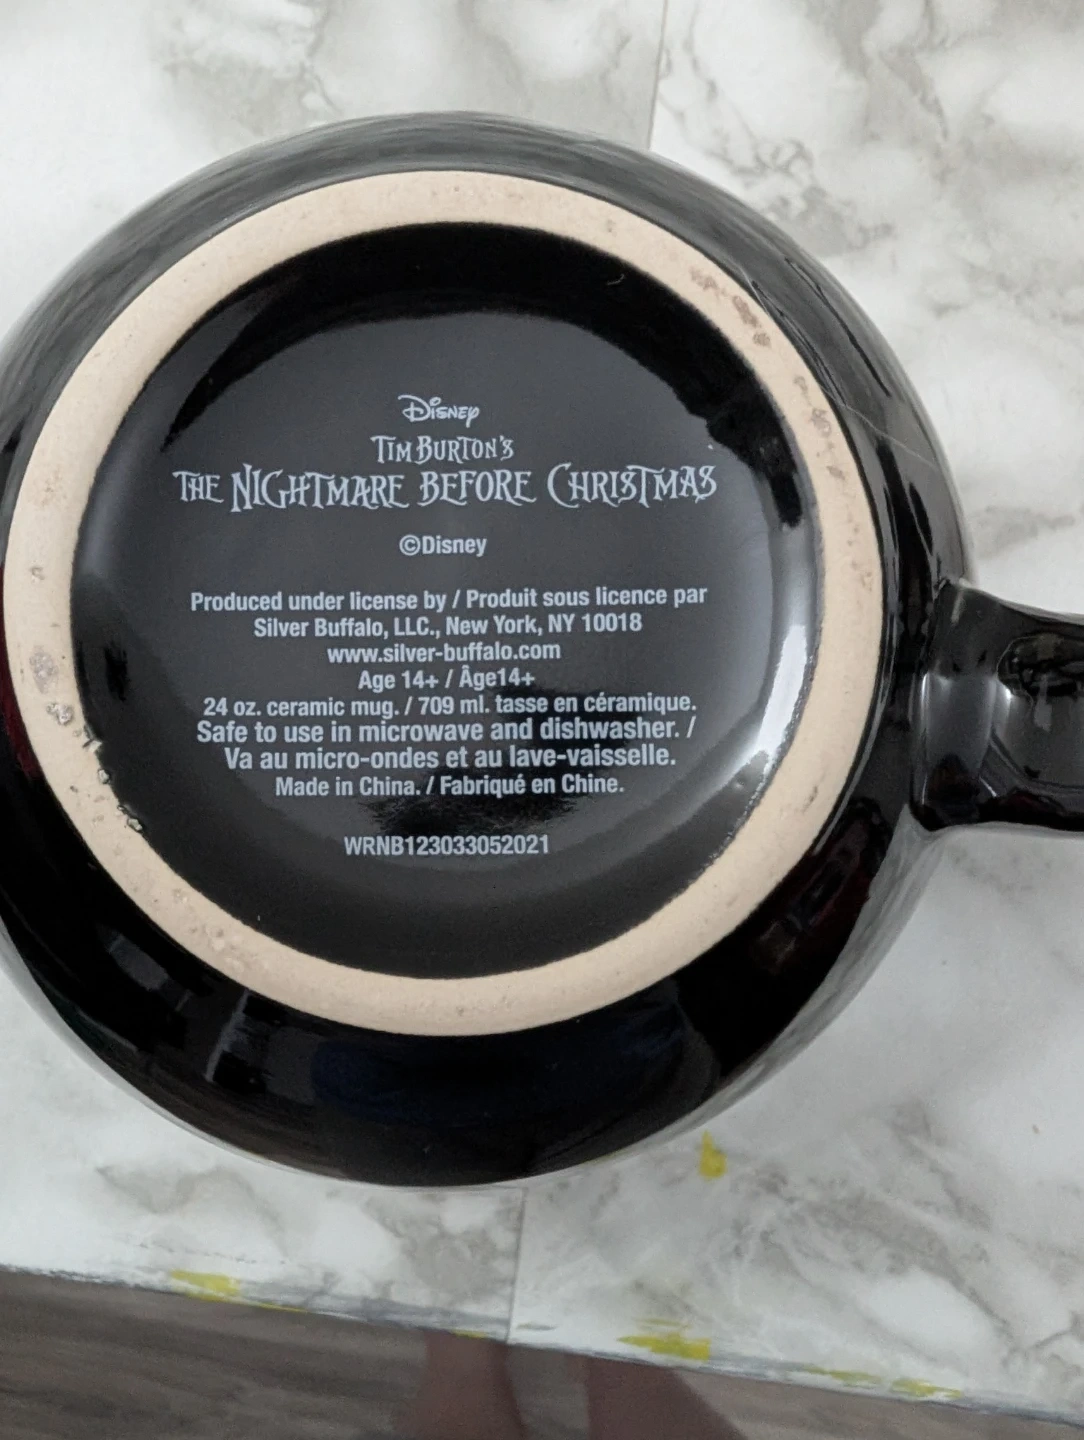 Disney
TIM BURTON'S
THE NIGHTMARE BEFORE CHRISTMAS
©Disney
Produced under license by / Produit sous licence par
Silver Buffalo, LLC., New York, NY 10018
www.silver-buffalo.com
Age 14+ / Âge14+
24 oz. ceramic mug. / 709 ml. tasse en céramique.
Safe to use in microwave and dishwasher. /
Va au micro-ondes et au lave-vaisselle.
Made in China. / Fabriqué en Chine.
WRNB123033052021